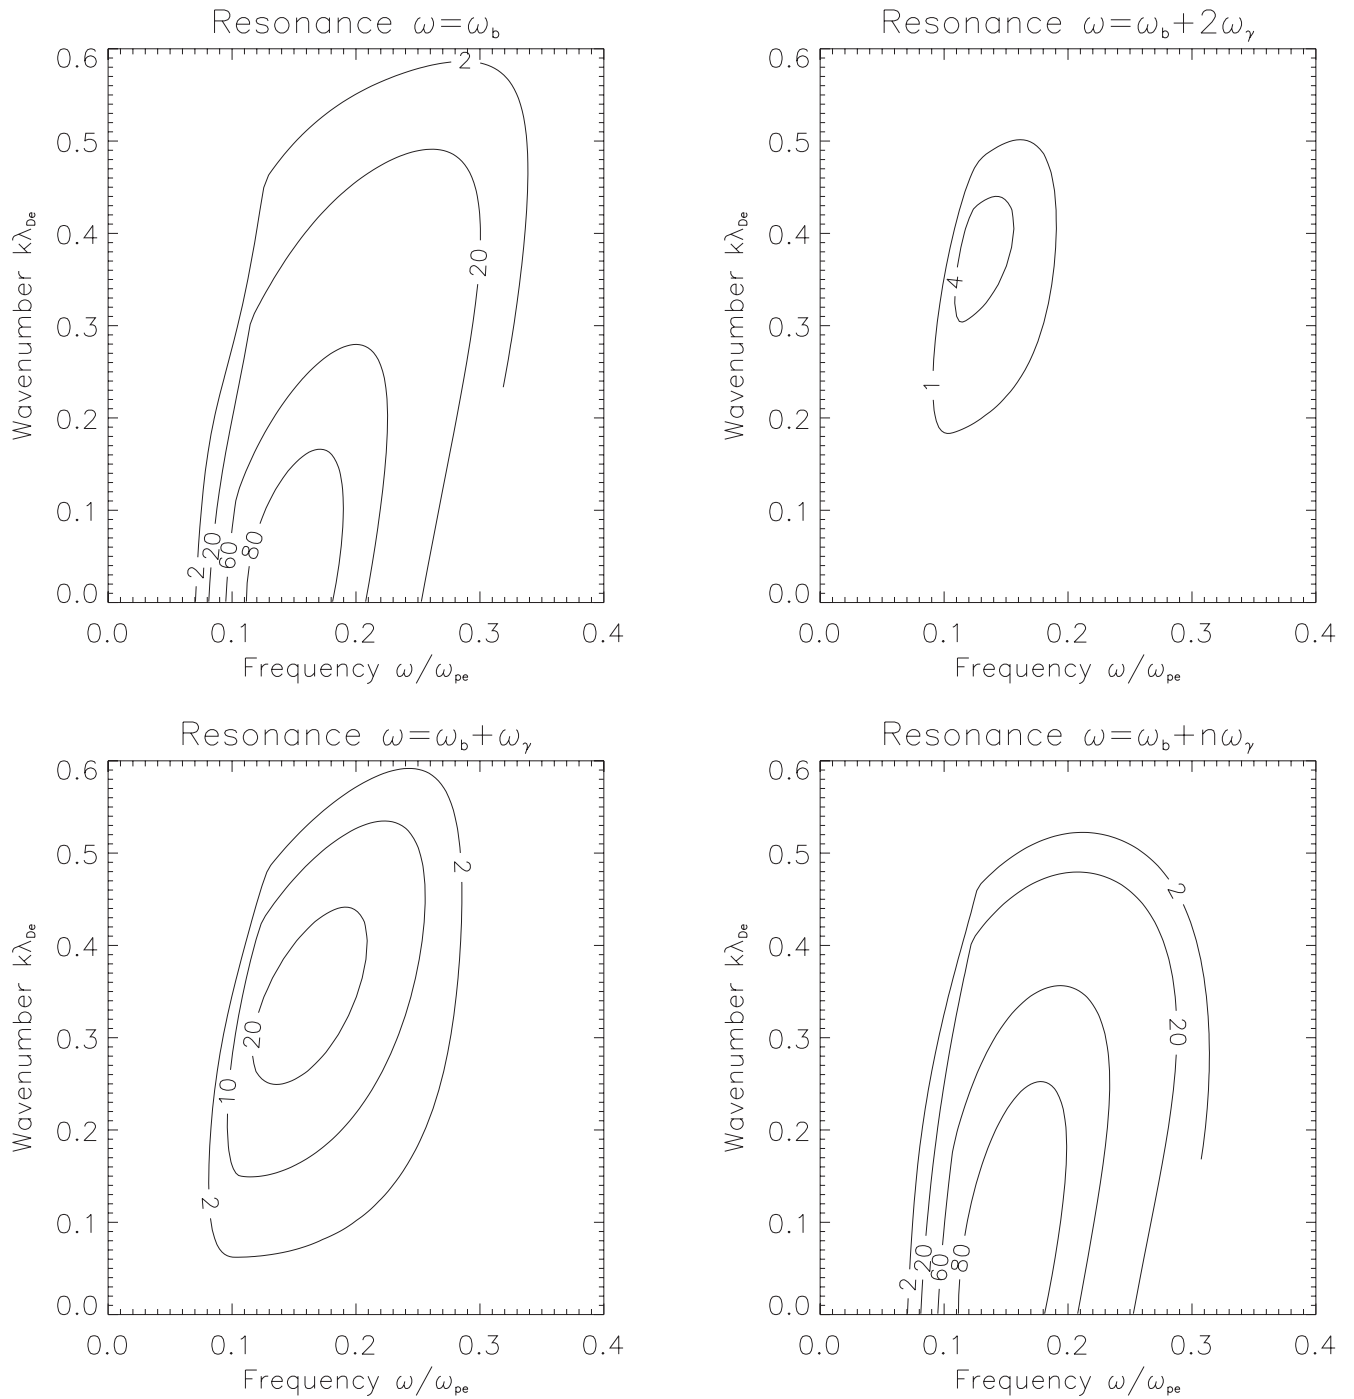 Resonance ω=ω_b
0.6
0.5
0.4
0.3
0.2
0.1
0.0
Wavenumber kλ_De
2
20
2
20
60
80
0.0 0.1 0.2 0.3 0.4
Frequency ω/ω_pe
Resonance ω=ω_b+2ω_γ
0.6
0.5
0.4
0.3
0.2
0.1
0.0
Wavenumber kλ_De
4
1
0.0 0.1 0.2 0.3 0.4
Frequency ω/ω_pe
Resonance ω=ω_b+ω_γ
0.6
0.5
0.4
0.3
0.2
0.1
0.0
Wavenumber kλ_De
2
20
10
2
0.0 0.1 0.2 0.3 0.4
Frequency ω/ω_pe
Resonance ω=ω_b+nω_γ
0.6
0.5
0.4
0.3
0.2
0.1
0.0
Wavenumber kλ_De
2
20
2
20
60
80
0.0 0.1 0.2 0.3 0.4
Frequency ω/ω_pe